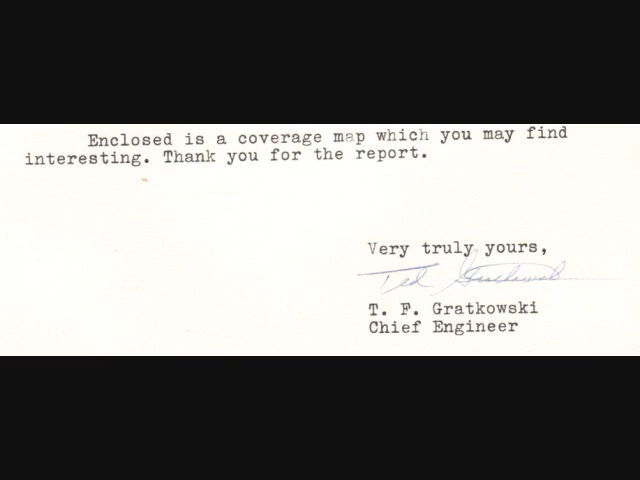 Enclosed is a coverage map which you may find
interesting. Thank you for the report.
Very truly yours,
Ted Gratkowski
T. F. Gratkowski
Chief Engineer